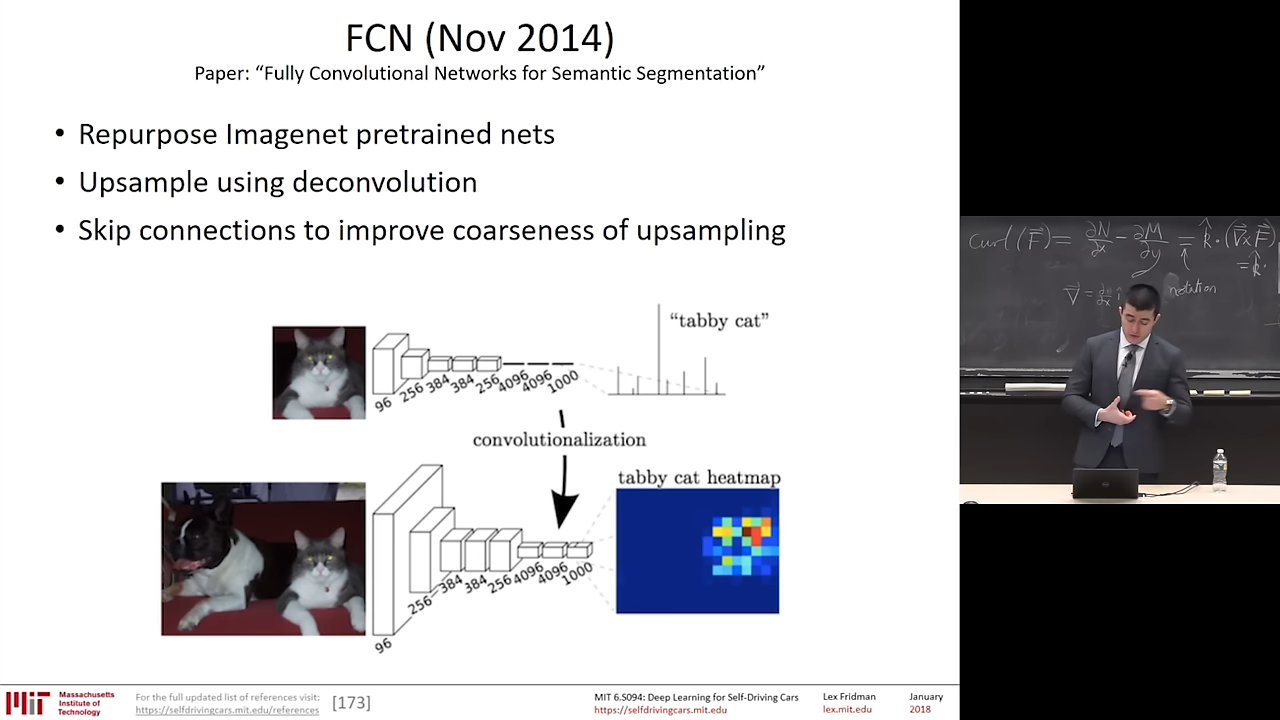 FCN (Nov 2014)
Paper: “Fully Convolutional Networks for Semantic Segmentation”
• Repurpose Imagenet pretrained nets
• Upsample using deconvolution
• Skip connections to improve coarseness of upsampling
“tabby cat”
96 256 384 384 256 4096 4096 1000
convolutionalization
tabby cat heatmap
96 256 384 384 256 4096 4096 1000
MIT Massachusetts Institute of Technology
For the full updated list of references visit:
https://selfdrivingcars.mit.edu/references
[173]
MIT 6.S094: Deep Learning for Self-Driving Cars
https://selfdrivingcars.mit.edu
Lex Fridman
lex.mit.edu
January
2018
curl (F⃗) = ∂N/∂x - ∂M/∂y = k̂ · (∇⃗ x F⃗)
= k̂ ·
notation